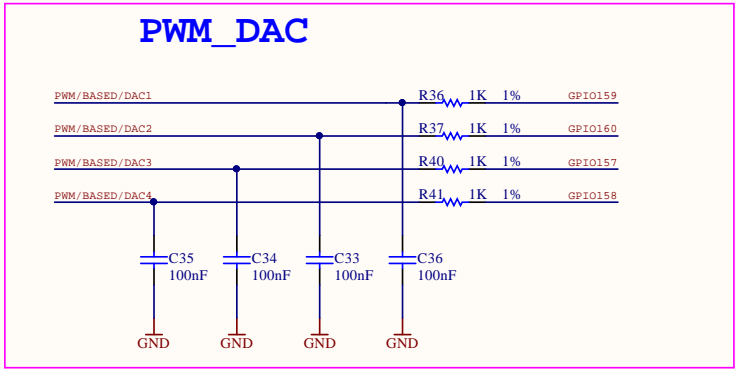 PWM_DAC
PWM/BASED/DAC1 R36 1K 1% GPIO159
PWM/BASED/DAC2 R37 1K 1% GPIO160
PWM/BASED/DAC3 R40 1K 1% GPIO157
PWM/BASED/DAC4 R41 1K 1% GPIO158
C35 C34 C33 C36
100nF 100nF 100nF 100nF
GND GND GND GND